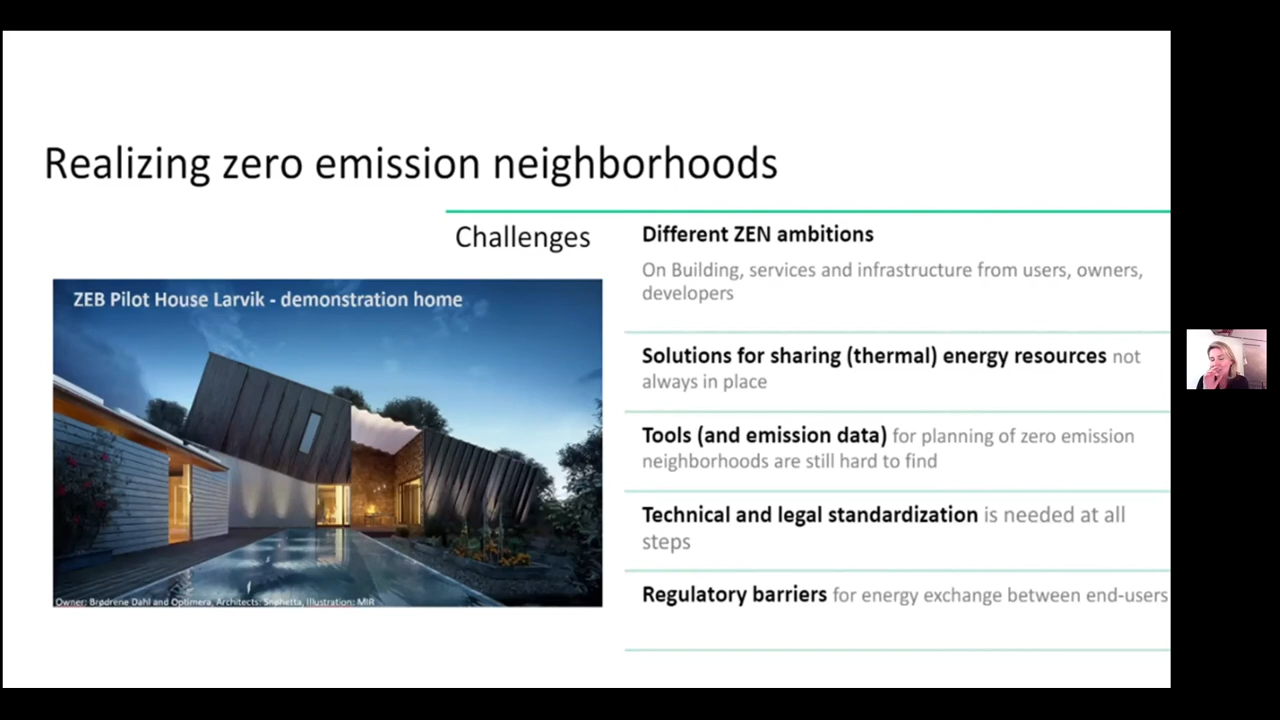 Realizing zero emission neighborhoods
Challenges
ZEB Pilot House Larvik - demonstration home
Owner: Brødrene Dahl and Optimera, Architects: Snøhetta, Illustration: MIR
Different ZEN ambitions
On Building, services and infrastructure from users, owners,
developers
Solutions for sharing (thermal) energy resources not
always in place
Tools (and emission data) for planning of zero emission
neighborhoods are still hard to find
Technical and legal standardization is needed at all
steps
Regulatory barriers for energy exchange between end-users